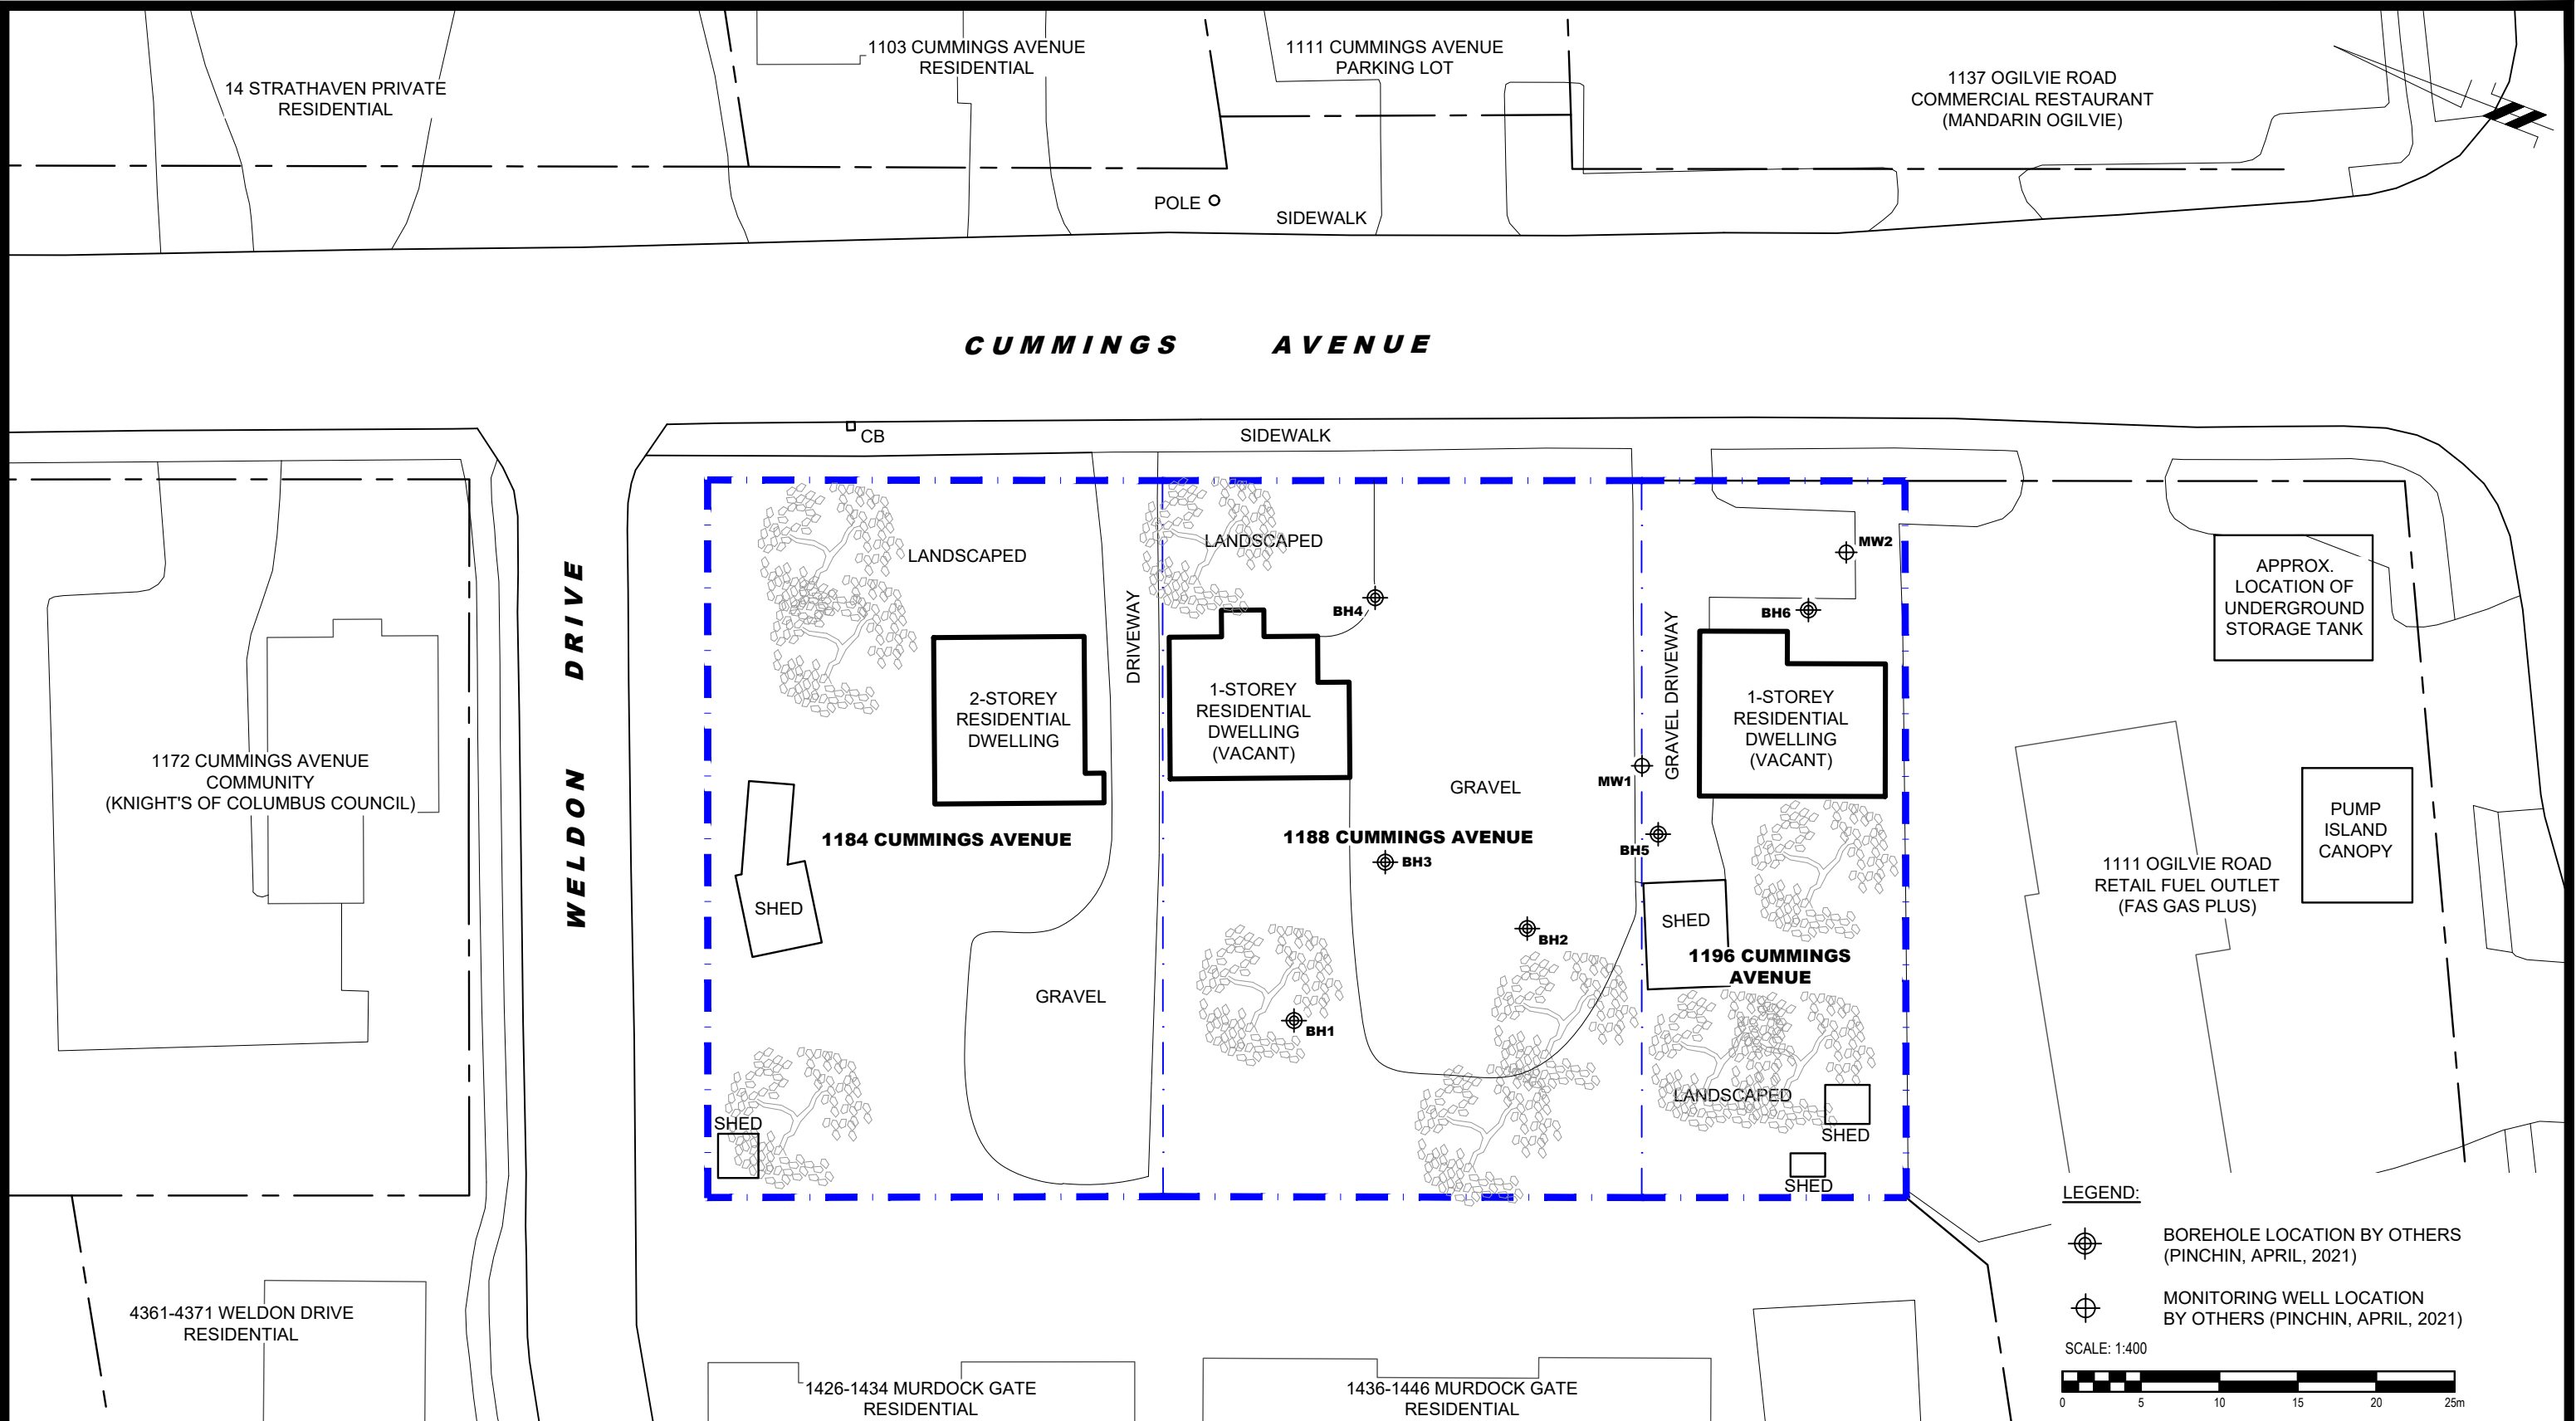 14 STRATHAVEN PRIVATE
RESIDENTIAL
1103 CUMMINGS AVENUE
RESIDENTIAL
1111 CUMMINGS AVENUE
PARKING LOT
1137 OGILVIE ROAD
COMMERCIAL RESTAURANT
(MANDARIN OGILVIE)
POLE
SIDEWALK
CUMMINGS AVENUE
CB
SIDEWALK
WELDON DRIVE
LANDSCAPED
LANDSCAPED
DRIVEWAY
GRAVEL DRIVEWAY
MW2
BH4
BH6
APPROX.
LOCATION OF
UNDERGROUND
STORAGE TANK
2-STOREY
RESIDENTIAL
DWELLING
1-STOREY
RESIDENTIAL
DWELLING
(VACANT)
1-STOREY
RESIDENTIAL
DWELLING
(VACANT)
1172 CUMMINGS AVENUE
COMMUNITY
(KNIGHT'S OF COLUMBUS COUNCIL)
GRAVEL
MW1
PUMP
ISLAND
CANOPY
1184 CUMMINGS AVENUE
1188 CUMMINGS AVENUE
BH5
BH3
1111 OGILVIE ROAD
RETAIL FUEL OUTLET
(FAS GAS PLUS)
SHED
SHED
BH2
1196 CUMMINGS
AVENUE
GRAVEL
BH1
LANDSCAPED
SHED
SHED
SHED
LEGEND:
BOREHOLE LOCATION BY OTHERS
(PINCHIN, APRIL, 2021)
MONITORING WELL LOCATION
BY OTHERS (PINCHIN, APRIL, 2021)
SCALE: 1:400
0 5 10 15 20 25m
4361-4371 WELDON DRIVE
RESIDENTIAL
1426-1434 MURDOCK GATE
RESIDENTIAL
1436-1446 MURDOCK GATE
RESIDENTIAL